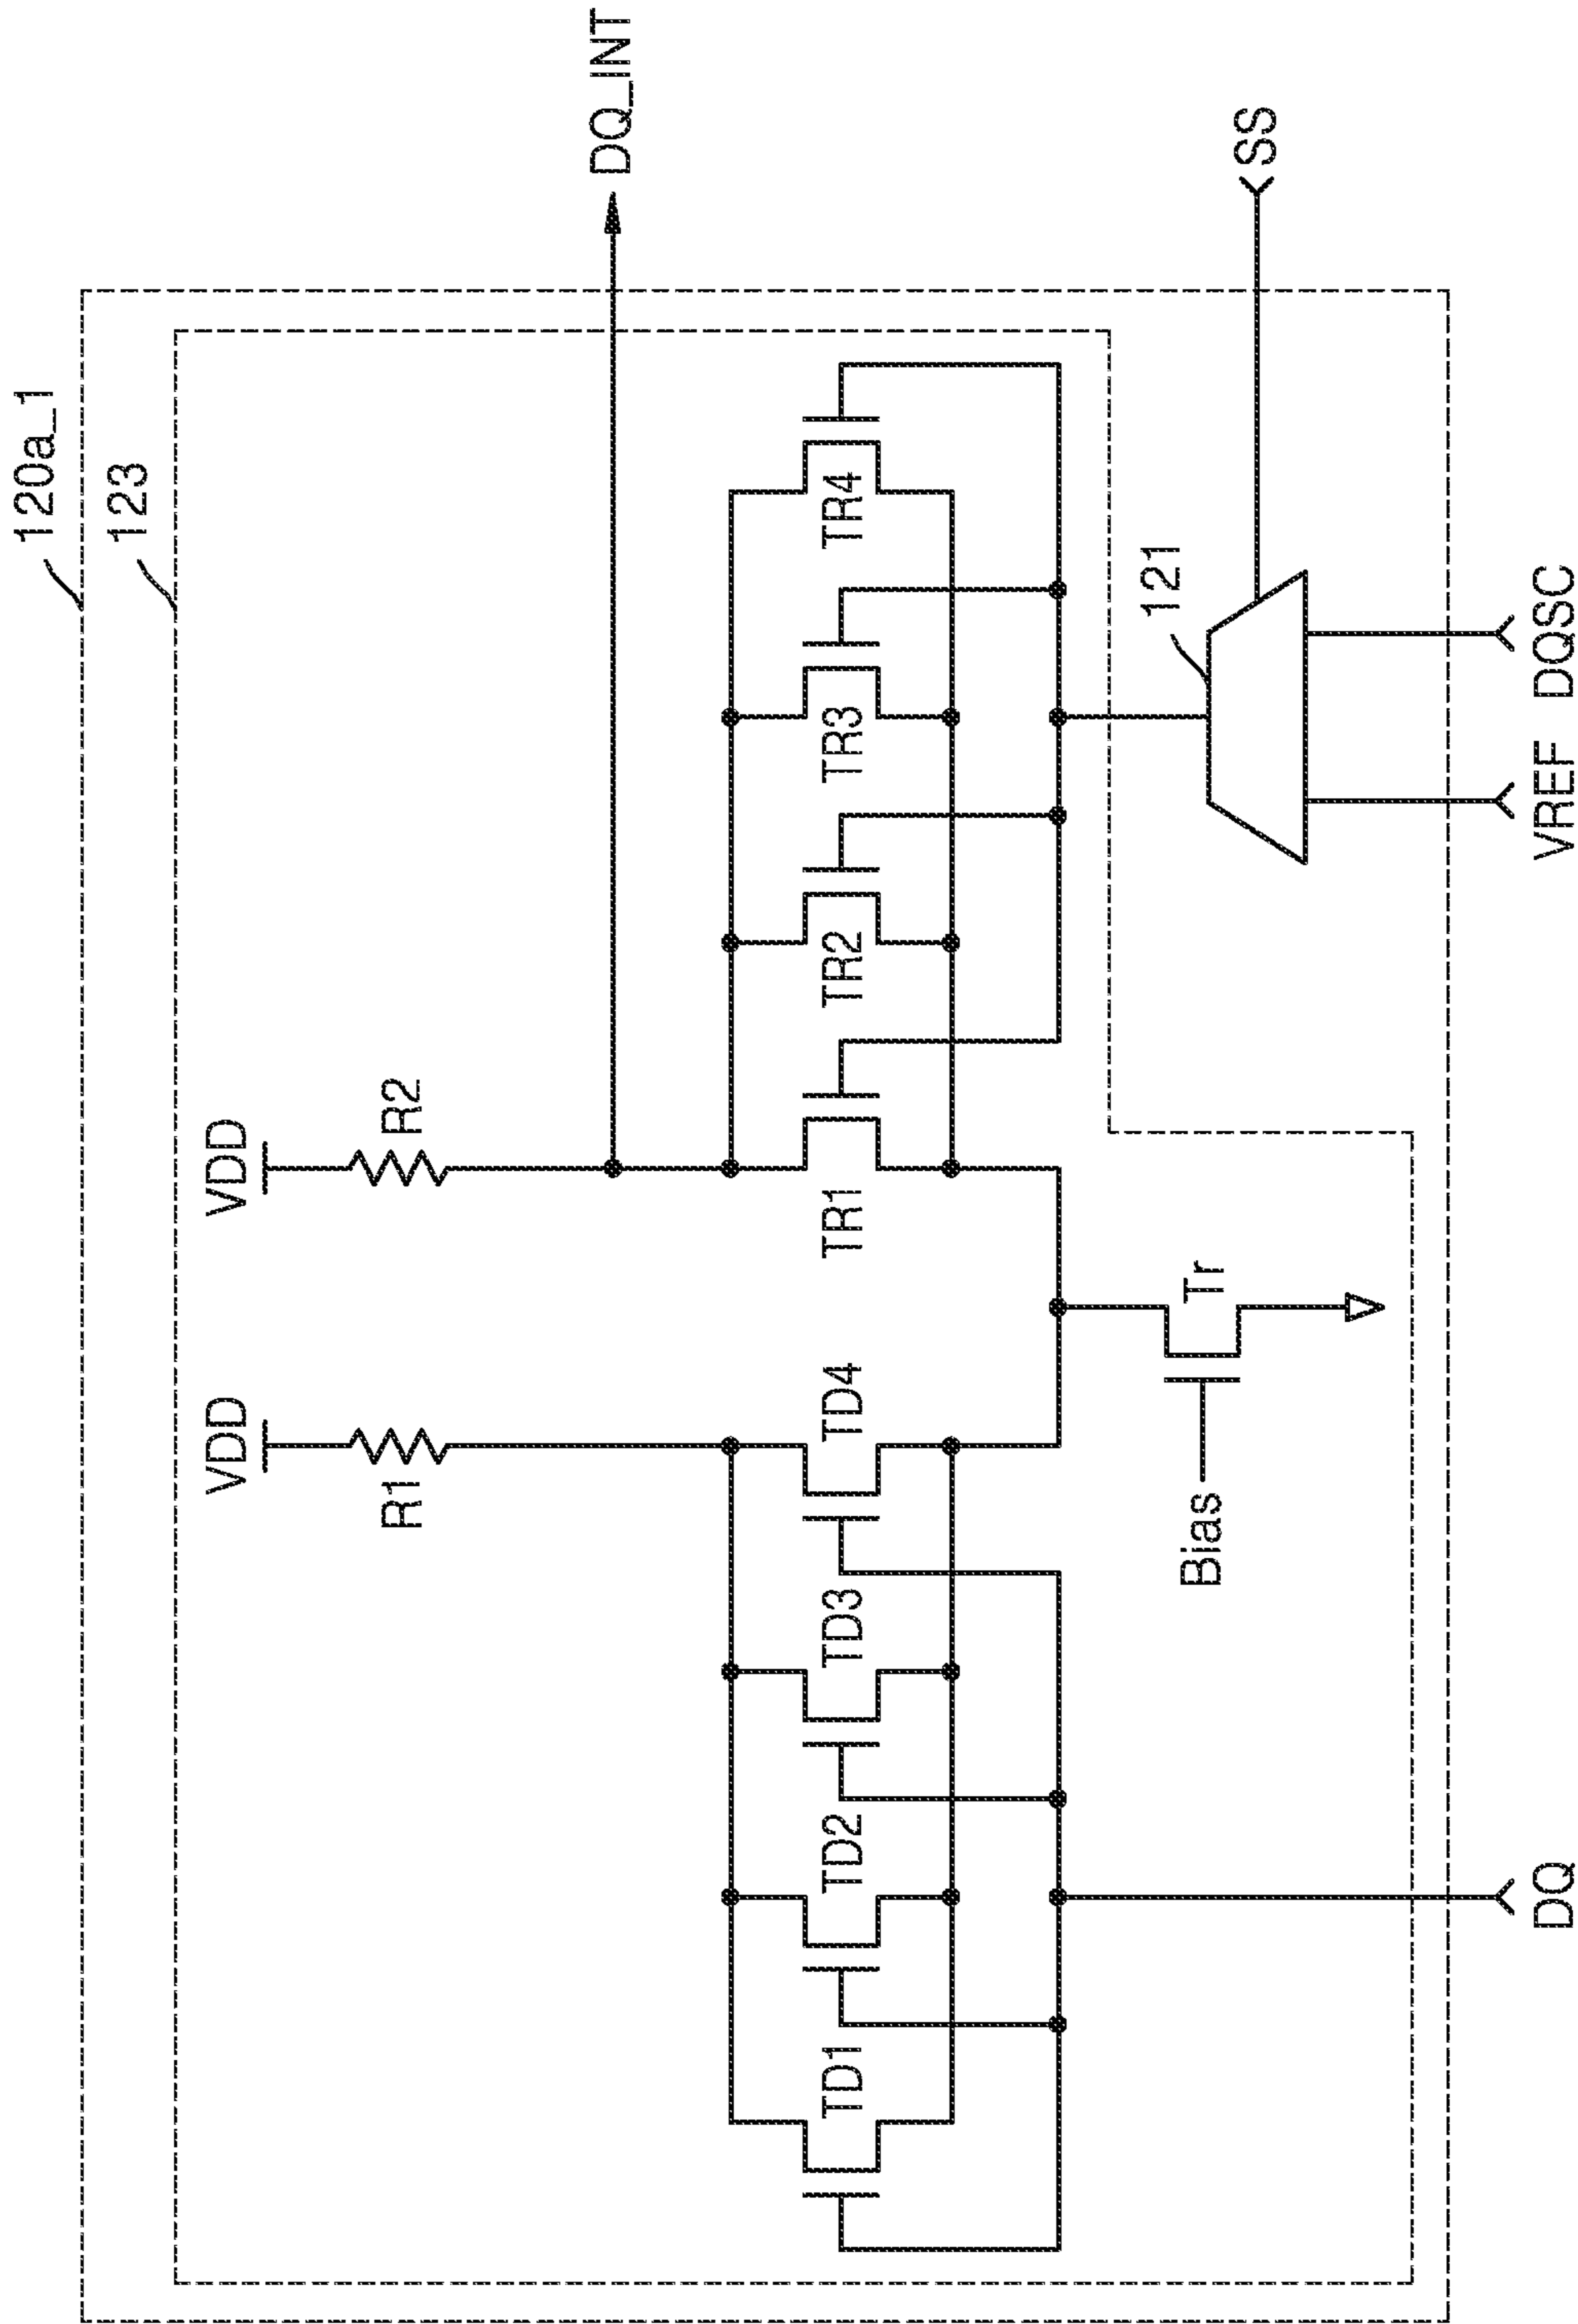 120a_1
123
VDD
VDD
R1
R2
DQ_INT
TD1
TD2
TD3
TD4
TR1
TR2
TR3
TR4
Bias
Tr
121
SS
DQ
VREF
DQSC